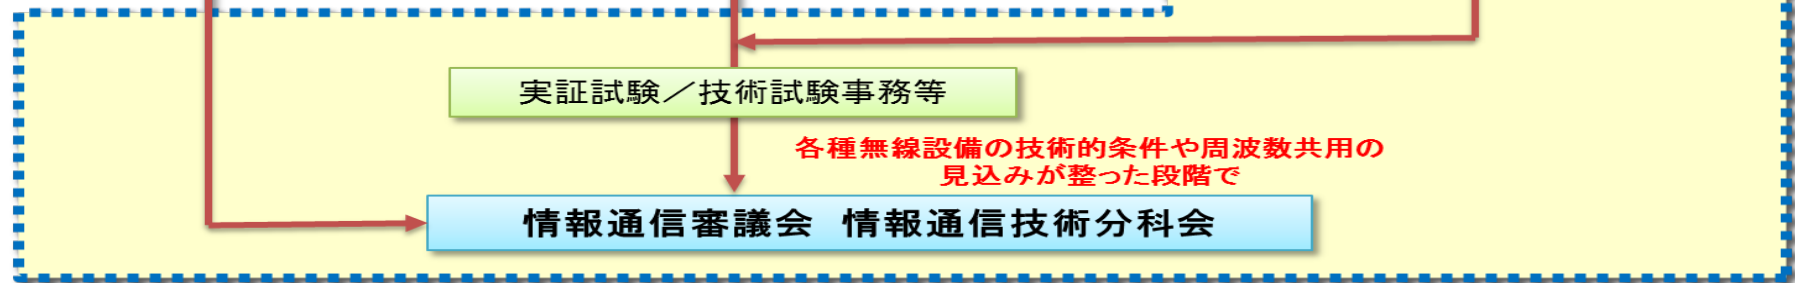 実証試験／技術試験事務等
各種無線設備の技術的条件や周波数共用の
見込みが整った段階で
情報通信審議会 情報通信技術分科会